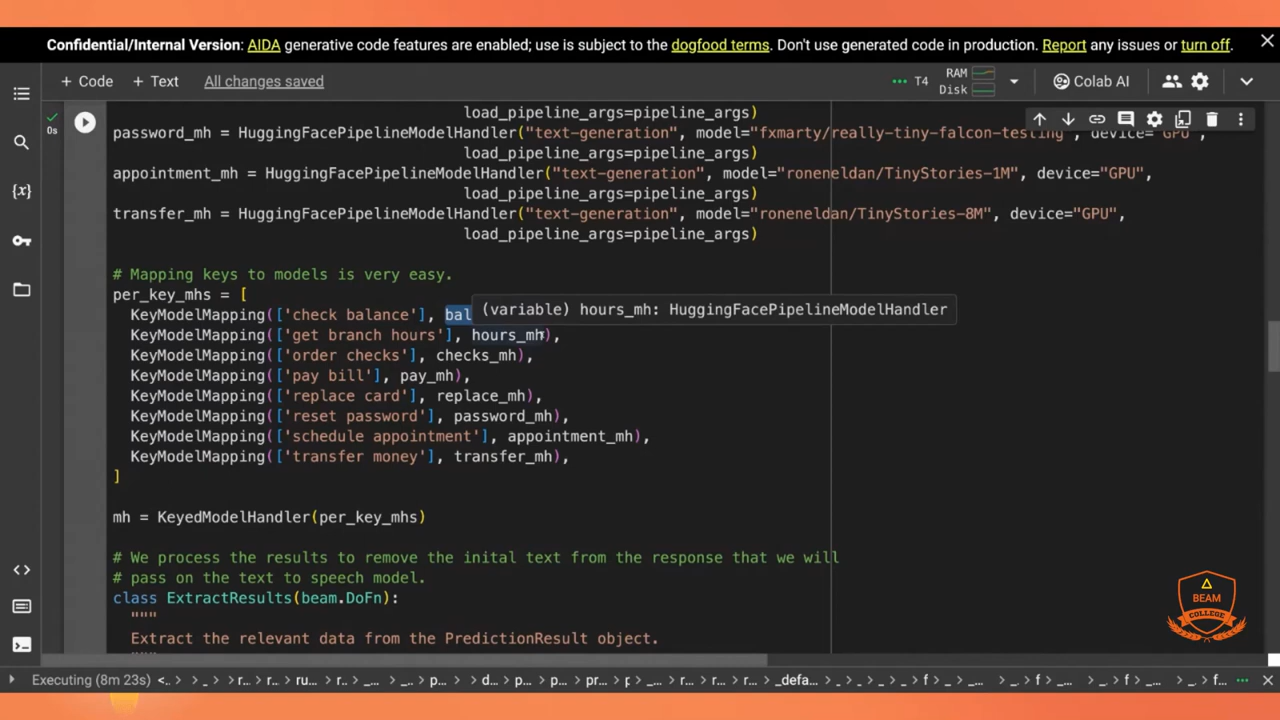 Confidential/Internal Version: AIDA generative code features are enabled; use is subject to the dogfood terms. Don't use generated code in production. Report any issues or turn off.
+ Code + Text All changes saved T4 RAM Disk Colab AI
0s
load_pipeline_args=pipeline_args)
password_mh = HuggingFacePipelineModelHandler("text-generation", model="fxmarty/really-tiny-falcon-testing", device="GPU",
load_pipeline_args=pipeline_args)
appointment_mh = HuggingFacePipelineModelHandler("text-generation", model="roneneldan/TinyStories-1M", device="GPU",
load_pipeline_args=pipeline_args)
transfer_mh = HuggingFacePipelineModelHandler("text-generation", model="roneneldan/TinyStories-8M", device="GPU",
load_pipeline_args=pipeline_args)
# Mapping keys to models is very easy.
per_key_mhs = [
KeyModelMapping(['check balance'], bal
(variable) hours_mh: HuggingFacePipelineModelHandler
KeyModelMapping(['get branch hours'], hours_mh),
KeyModelMapping(['order checks'], checks_mh),
KeyModelMapping(['pay bill'], pay_mh),
KeyModelMapping(['replace card'], replace_mh),
KeyModelMapping(['reset password'], password_mh),
KeyModelMapping(['schedule appointment'], appointment_mh),
KeyModelMapping(['transfer money'], transfer_mh),
]
mh = KeyedModelHandler(per_key_mhs)
# We process the results to remove the inital text from the response that we will
# pass on the text to speech model.
class ExtractResults(beam.DoFn):
"""
Extract the relevant data from the PredictionResult object.
"""
BEAM
COLLEGE
Executing (8m 23s) <.. > _ > r... > r... > ru... > r.. > _... > _.. > p... > d... > p... > p... > pr... > p > _... > r... > r... > r... > _defa... > _ > _ > _ > _ > f > _... > _. > f... > _... > _. > f... > _... > _. > f...